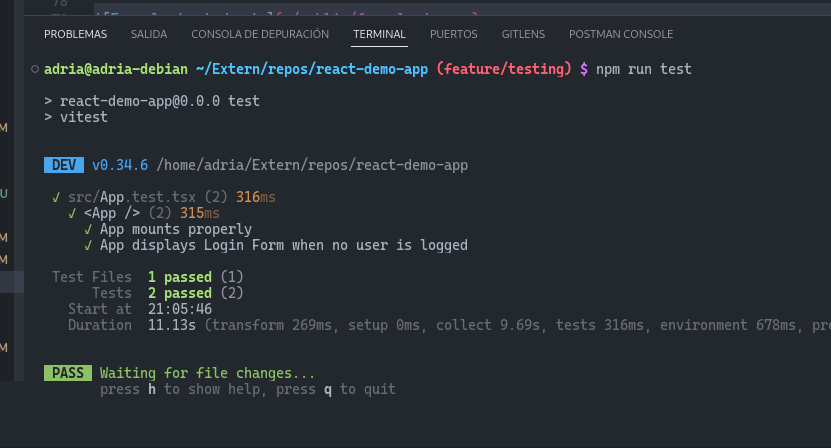 PROBLEMAS SALIDA CONSOLA DE DEPURACIÓN TERMINAL PUERTOS GITLENS POSTMAN CONSOLE
adria@adria-debian ~/Extern/repos/react-demo-app (feature/testing) $ npm run test
> react-demo-app@0.0.0 test
> vitest
M
DEV v0.34.6 /home/adria/Extern/repos/react-demo-app
U ✓ src/App.test.tsx (2) 316ms
✓ <App /> (2) 315ms
✓ App mounts properly
M ✓ App displays Login Form when no user is logged
M
Test Files 1 passed (1)
Tests 2 passed (2)
Start at 21:05:46
Duration 11.13s (transform 269ms, setup 0ms, collect 9.69s, tests 316ms, environment 678ms, pre
M
PASS Waiting for file changes...
press h to show help, press q to quit